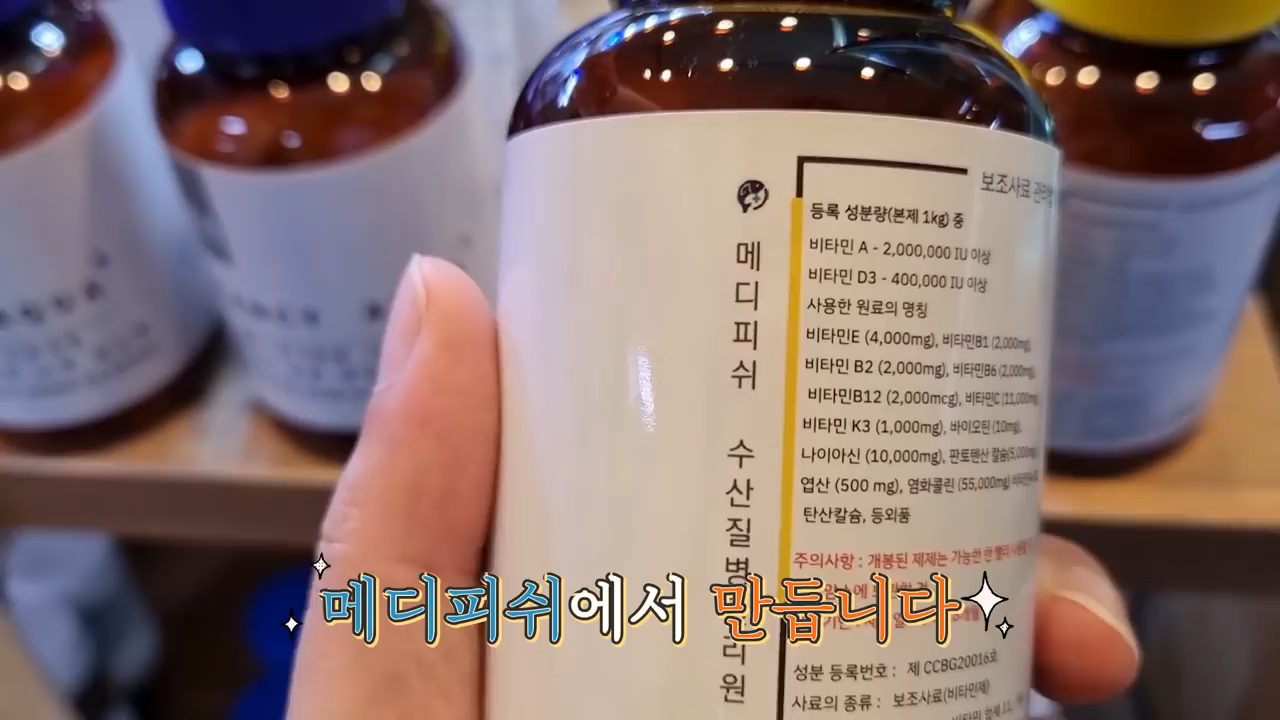 보조사료
등록 성분량(본제 1kg) 중
비타민 A - 2,000,000 IU 이상
비타민 D3 - 400,000 IU 이상
사용한 원료의 명칭
비타민E (4,000mg), 비타민B1 (2,000mg),
비타민 B2 (2,000mg), 비타민B6 (2,000mg),
비타민B12 (2,000mcg), 비타민C (11,000mg)
비타민 K3 (1,000mg), 바이오틴 (10mg),
나이아신 (10,000mg), 판토텐산 칼슘(5,000mg),
엽산 (500 mg), 염화콜린 (55,000mg)
탄산칼슘, 등외품
주의사항 : 개봉된 제제는 가능한 한 빨리
성분 등록번호 : 제 CCBG20016호
사료의 종류 : 보조사료(비타민제)
메디피쉬 수산질병 리원
메디피쉬에서 만듭니다